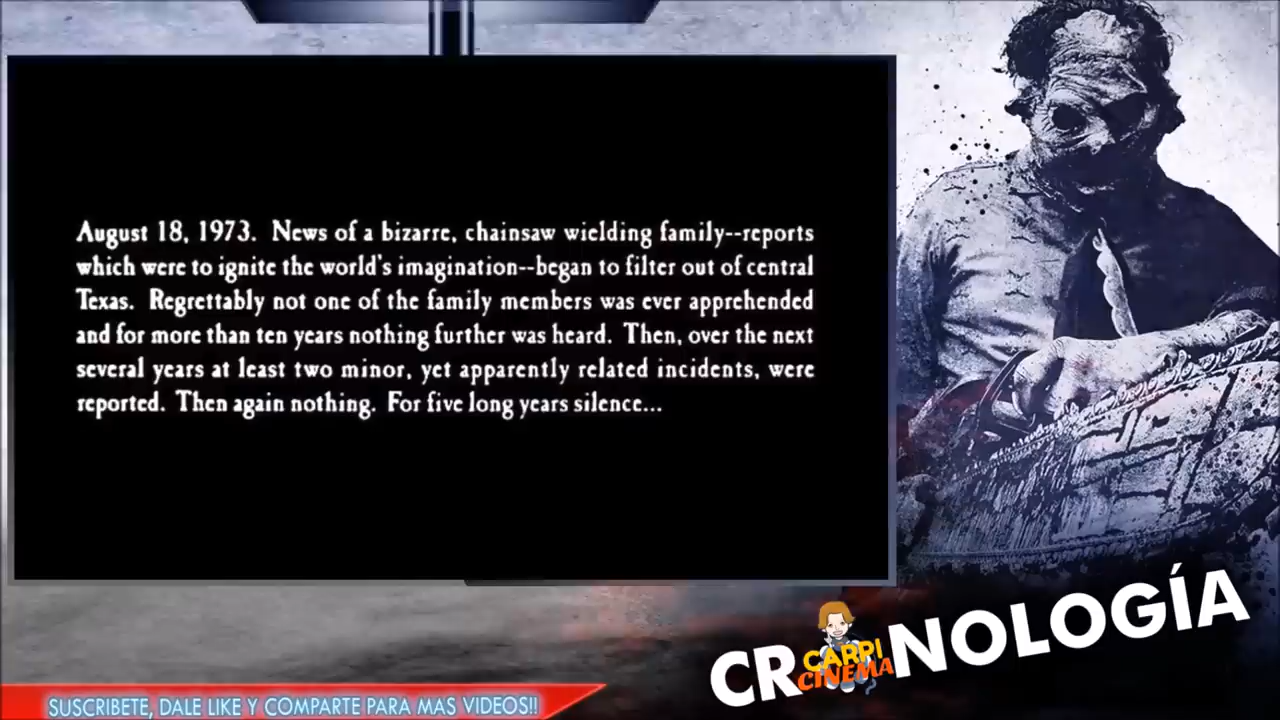 August 18, 1973. News of a bizarre, chainsaw wielding family--reports
which were to ignite the world's imagination--began to filter out of central
Texas. Regrettably not one of the family members was ever apprehended
and for more than ten years nothing further was heard. Then, over the next
several years at least two minor, yet apparently related incidents, were
reported. Then again nothing. For five long years silence...
CR NOLOGÍA
CARPI
CINEMA
SUSCRIBETE, DALE LIKE Y COMPARTE PARA MAS VIDEOS!!